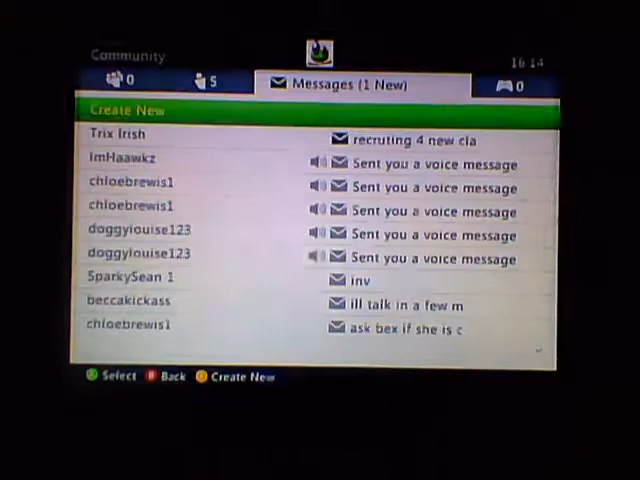 Community 16:14
0 5 Messages (1 New) 0
Create New
Trix Irish recruting 4 new cla
ImHaawkz Sent you a voice message
chloebrewis1 Sent you a voice message
chloebrewis1 Sent you a voice message
doggylouise123 Sent you a voice message
doggylouise123 Sent you a voice message
SparkySean 1 inv
beccakickass ill talk in a few m
chloebrewis1 ask bex if she is c
Select B Back Create New